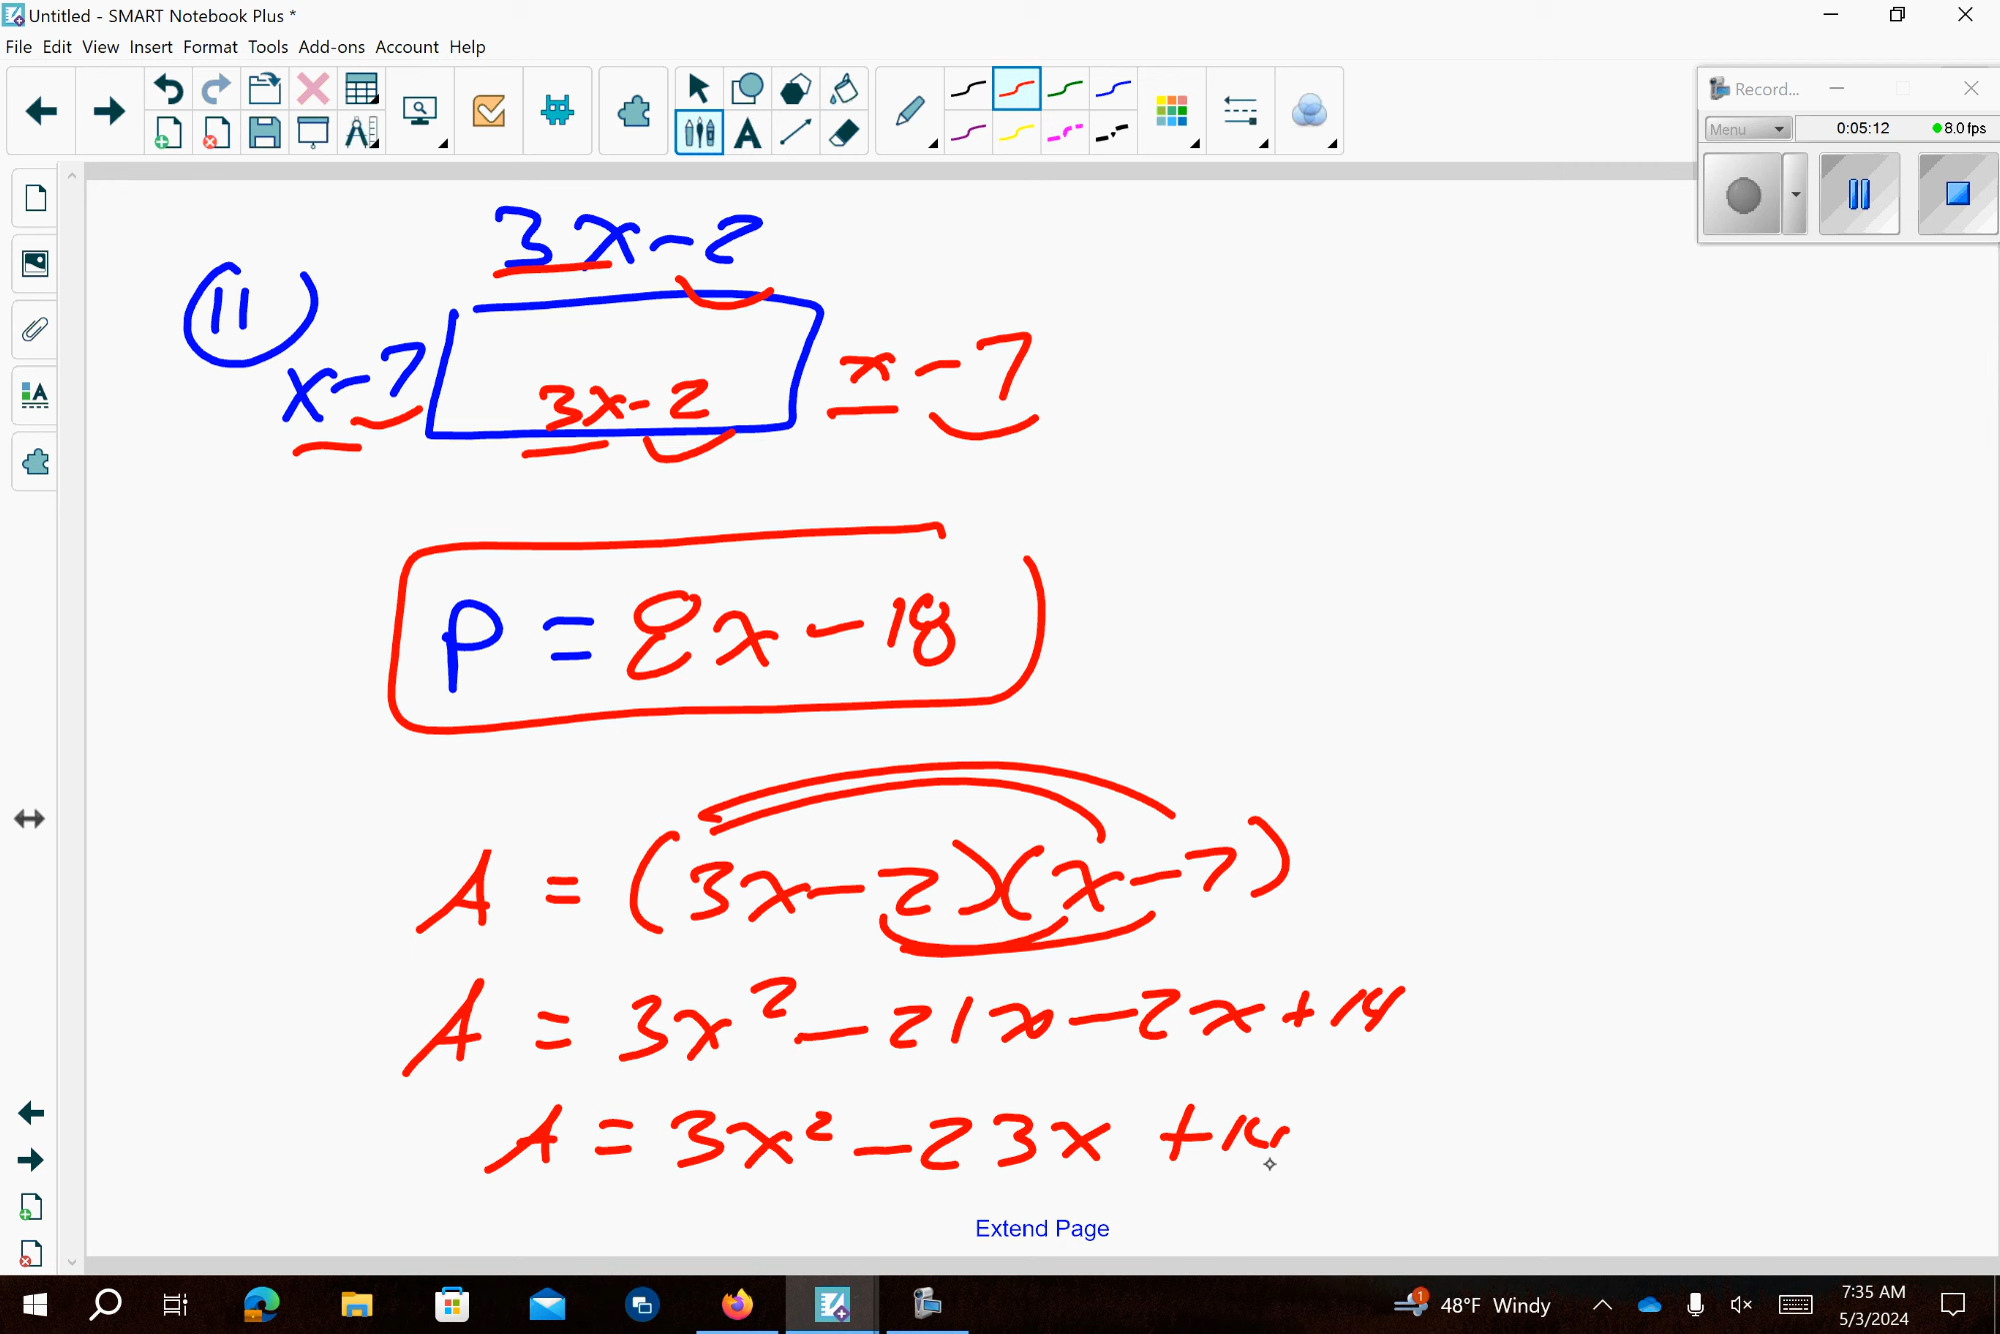 Untitled - SMART Notebook Plus *
File Edit View Insert Format Tools Add-ons Account Help
Record...
Menu 0:05:12 8.0 fps
3x-2
11
x-7
x-7
3x-2
P = 8x-18
A = (3x-2)(x-7)
A = 3x²-21x-2x+14
A = 3x²-23x +14
Extend Page
1 48°F Windy
7:35 AM
5/3/2024